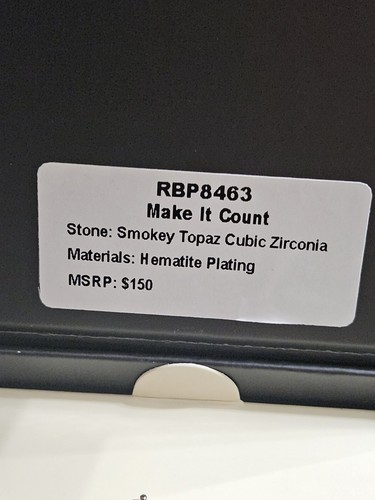 RBP8463
Make It Count
Stone: Smokey Topaz Cubic Zirconia
Materials: Hematite Plating
MSRP: $150